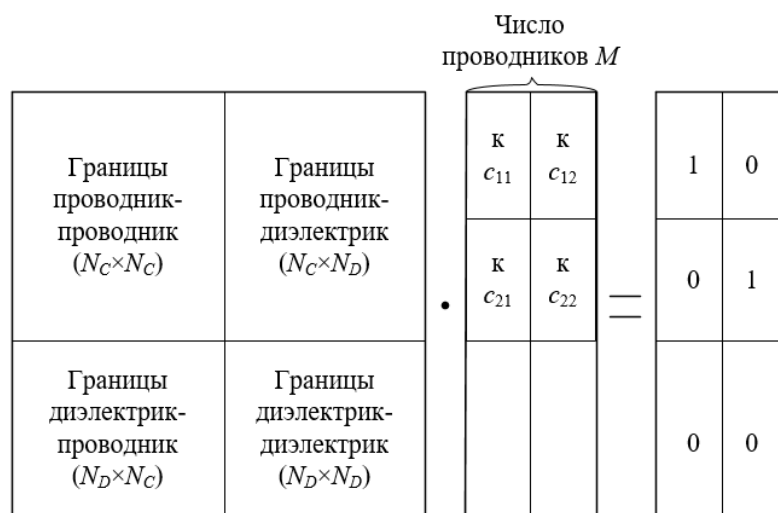 Число
проводников M
Границы
проводник-
проводник
(N_C×N_C)
Границы
проводник-
диэлектрик
(N_C×N_D)
Границы
диэлектрик-
проводник
(N_D×N_C)
Границы
диэлектрик-
диэлектрик
(N_D×N_D)
·
к
c₁₁
к
c₁₂
к
c₂₁
к
c₂₂
=
1 0
0 1
0 0